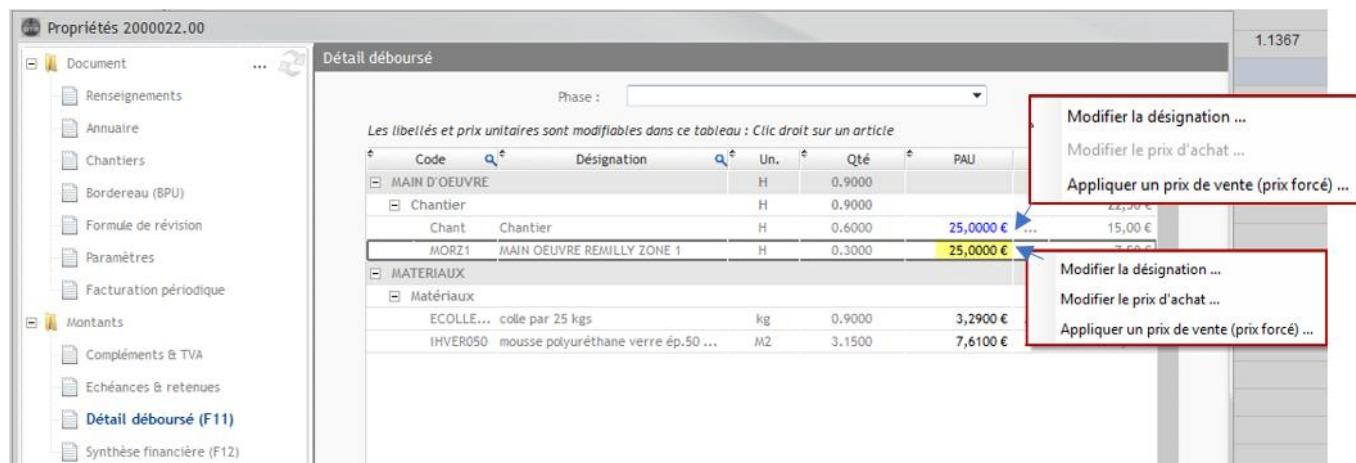 Propriétés 2000022.00
1.1367
Document ...
Renseignements
Annuaire
Chantiers
Bordereau (BPU)
Formule de révision
Paramètres
Facturation périodique
Montants
Compléments & TVA
Echéances & retenues
Détail déboursé (F11)
Synthèse financière (F12)
Détail déboursé
Phase :
Les libellés et prix unitaires sont modifiables dans ce tableau : Clic droit sur un article
Code Désignation Un. Qté PAU
MAIN D'OEUVRE H 0.9000
Chantier H 0.9000
Chant Chantier H 0.6000 25,0000 € ... 15,00 €
MORZ1 MAIN OEUVRE REMILLY ZONE 1 H 0.3000 25,0000 €
MATERIAUX
Matériaux
ECOLLE... colle par 25 kgs kg 0.9000 3,2900 €
IHVER050 mousse polyuréthane verre ép.50 ... M2 3.1500 7,6100 €
Modifier la désignation ...
Modifier le prix d'achat ...
Appliquer un prix de vente (prix forcé) ...
Modifier la désignation ...
Modifier le prix d'achat ...
Appliquer un prix de vente (prix forcé) ...